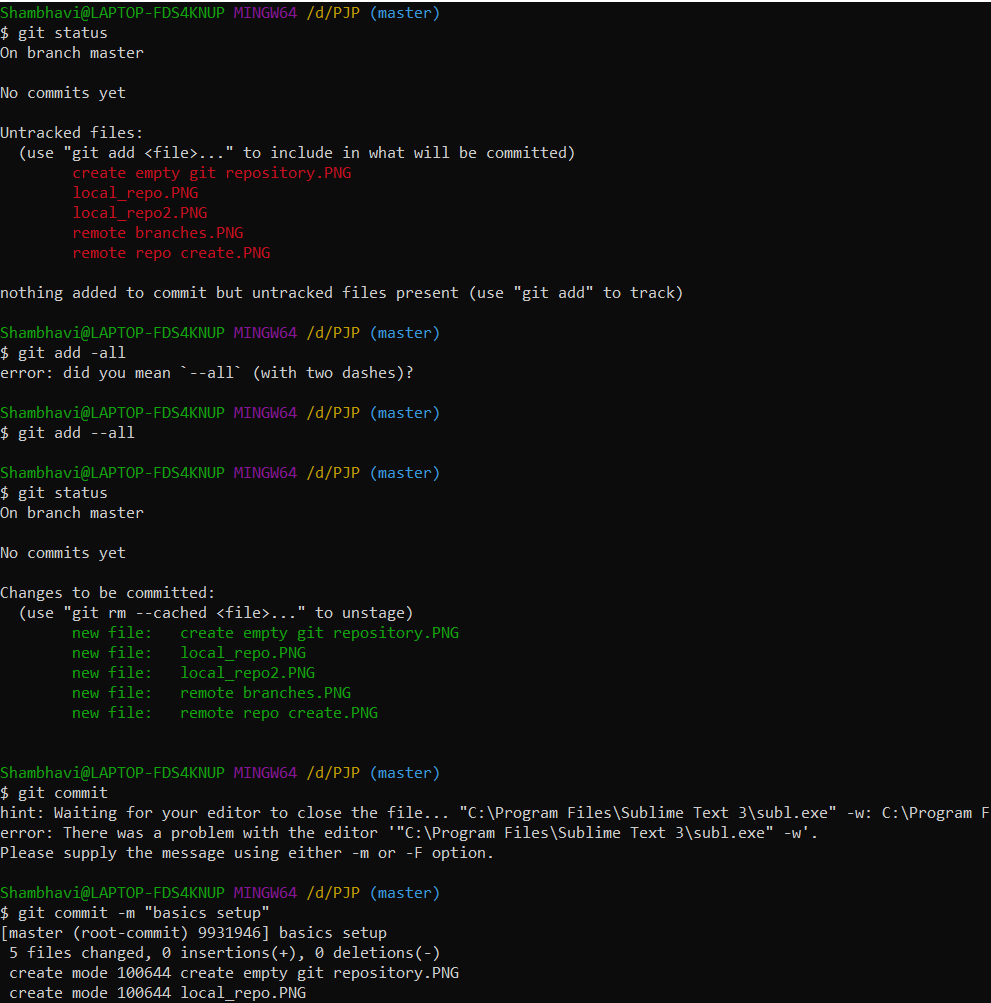 Shambhavi@LAPTOP-FDS4KNUP MINGW64 /d/PJP (master)
$ git status
On branch master
No commits yet
Untracked files:
  (use "git add <file>..." to include in what will be committed)
        create empty git repository.PNG
        local_repo.PNG
        local_repo2.PNG
        remote branches.PNG
        remote repo create.PNG
nothing added to commit but untracked files present (use "git add" to track)
Shambhavi@LAPTOP-FDS4KNUP MINGW64 /d/PJP (master)
$ git add -all
error: did you mean `--all` (with two dashes)?
Shambhavi@LAPTOP-FDS4KNUP MINGW64 /d/PJP (master)
$ git add --all
Shambhavi@LAPTOP-FDS4KNUP MINGW64 /d/PJP (master)
$ git status
On branch master
No commits yet
Changes to be committed:
  (use "git rm --cached <file>..." to unstage)
        new file:   create empty git repository.PNG
        new file:   local_repo.PNG
        new file:   local_repo2.PNG
        new file:   remote branches.PNG
        new file:   remote repo create.PNG
Shambhavi@LAPTOP-FDS4KNUP MINGW64 /d/PJP (master)
$ git commit
hint: Waiting for your editor to close the file... "C:\Program Files\Sublime Text 3\subl.exe" -w: C:\Program F
error: There was a problem with the editor '"C:\Program Files\Sublime Text 3\subl.exe" -w'.
Please supply the message using either -m or -F option.
Shambhavi@LAPTOP-FDS4KNUP MINGW64 /d/PJP (master)
$ git commit -m "basics setup"
[master (root-commit) 9931946] basics setup
 5 files changed, 0 insertions(+), 0 deletions(-)
 create mode 100644 create empty git repository.PNG
 create mode 100644 local_repo.PNG